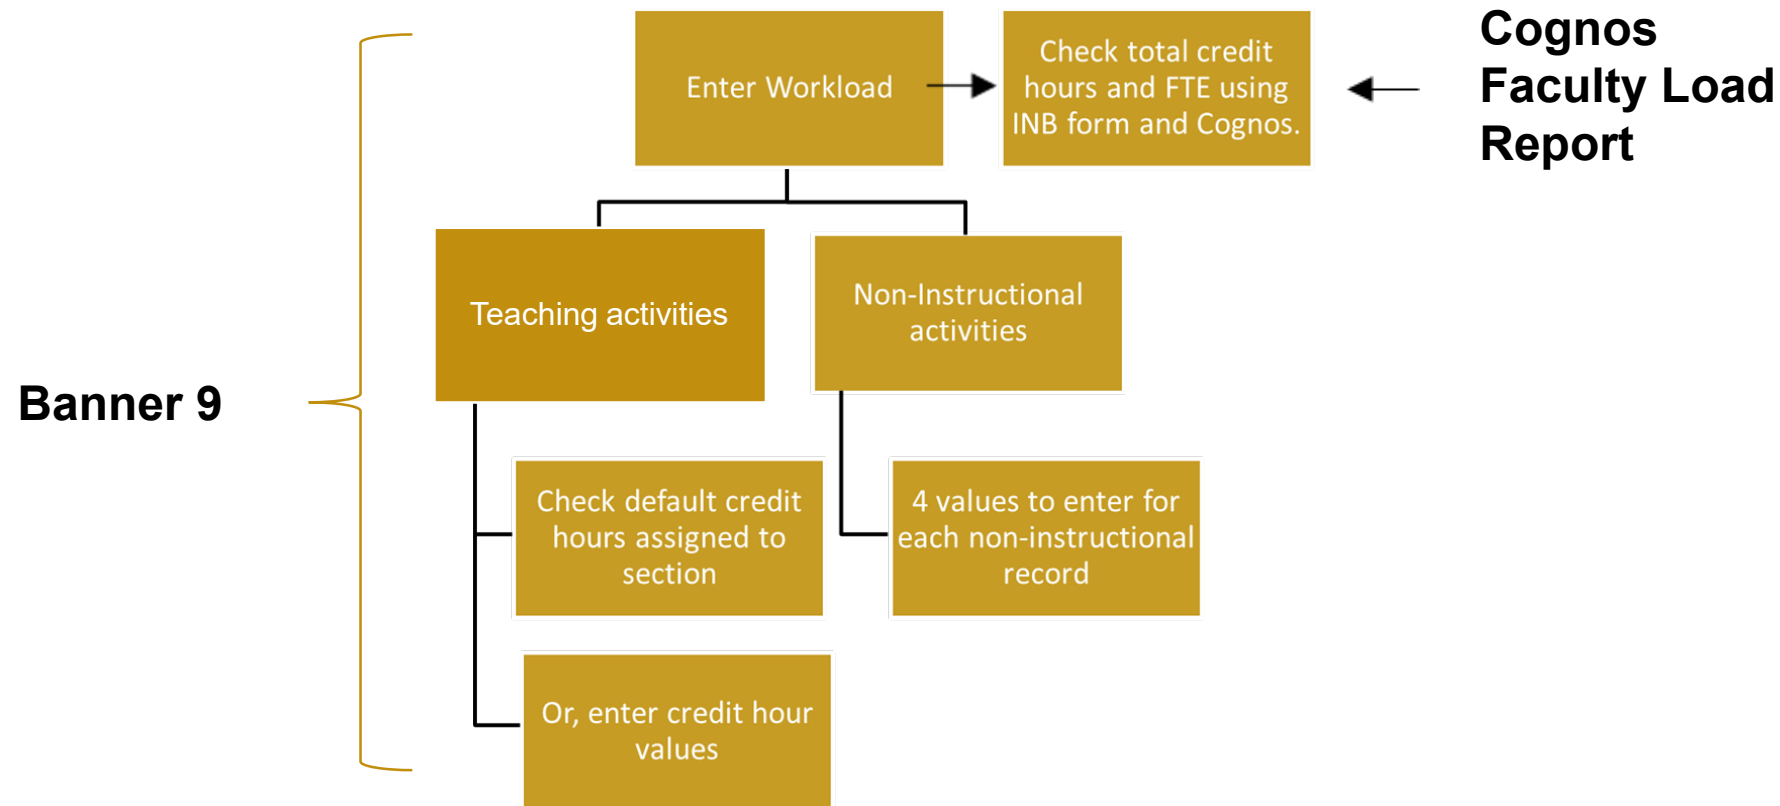 Enter Workload
Check total credit
hours and FTE using
INB form and Cognos.
Cognos
Faculty Load
Report
Teaching activities
Non-Instructional
activities
Banner 9
Check default credit
hours assigned to
section
4 values to enter for
each non-instructional
record
Or, enter credit hour
values